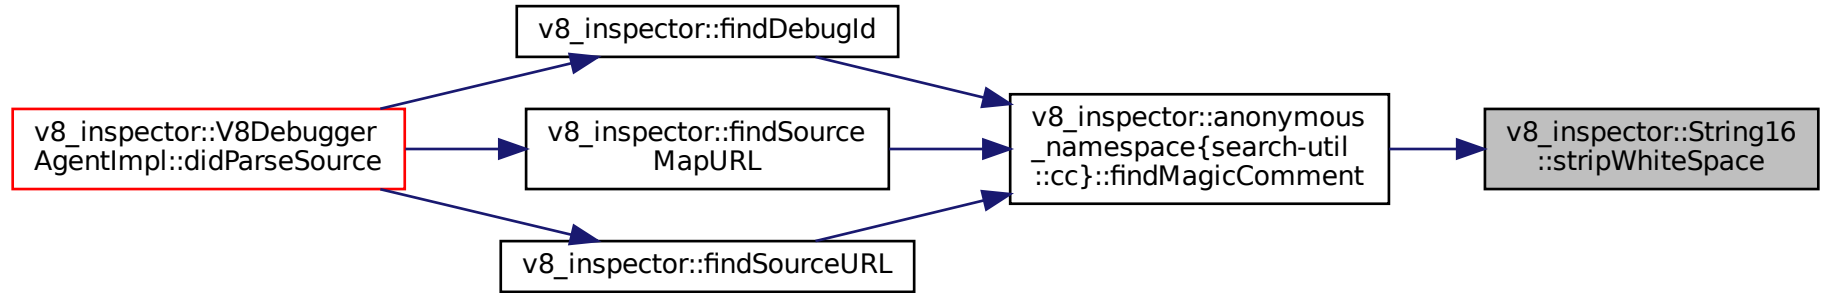 v8_inspector::findDebugId
v8_inspector::V8Debugger
AgentImpl::didParseSource
v8_inspector::findSource
MapURL
v8_inspector::findSourceURL
v8_inspector::anonymous
_namespace{search-util
::cc}::findMagicComment
v8_inspector::String16
::stripWhiteSpace